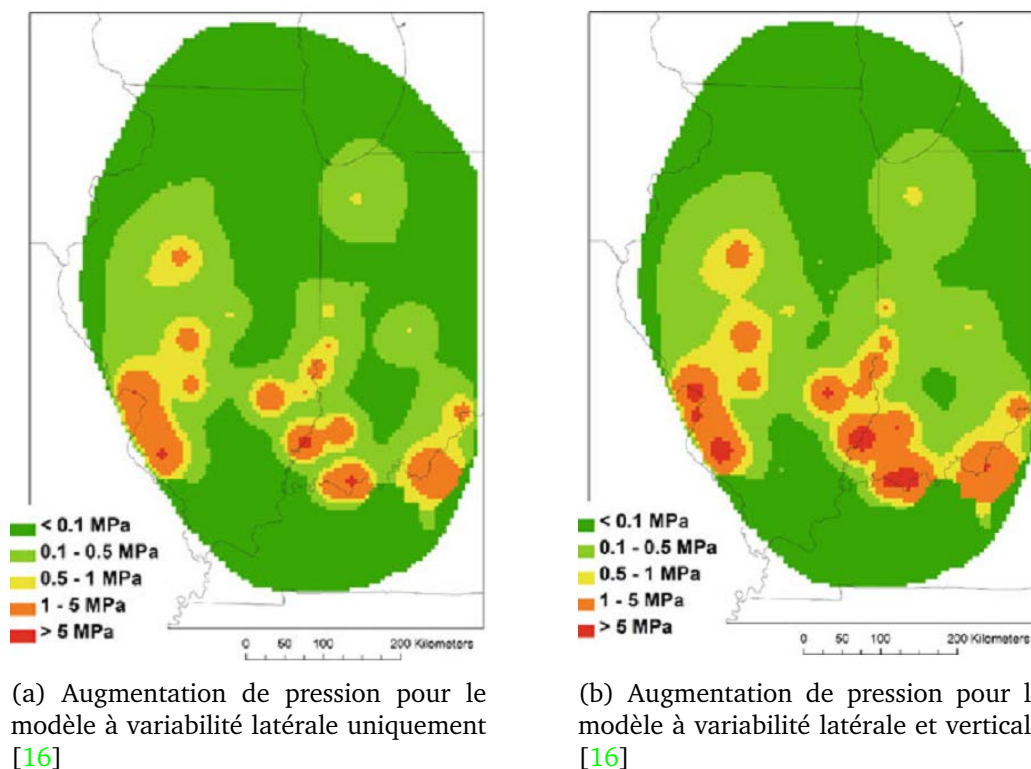 < 0.1 MPa
0.1 - 0.5 MPa
0.5 - 1 MPa
1 - 5 MPa
> 5 MPa
0 50 100 200 Kilometers
(a) Augmentation de pression pour le
modèle à variabilité latérale uniquement
[16]
< 0.1 MPa
0.1 - 0.5 MPa
0.5 - 1 MPa
1 - 5 MPa
> 5 MPa
0 50 100 200 Kilometers
(b) Augmentation de pression pour l
modèle à variabilité latérale et vertical
[16]